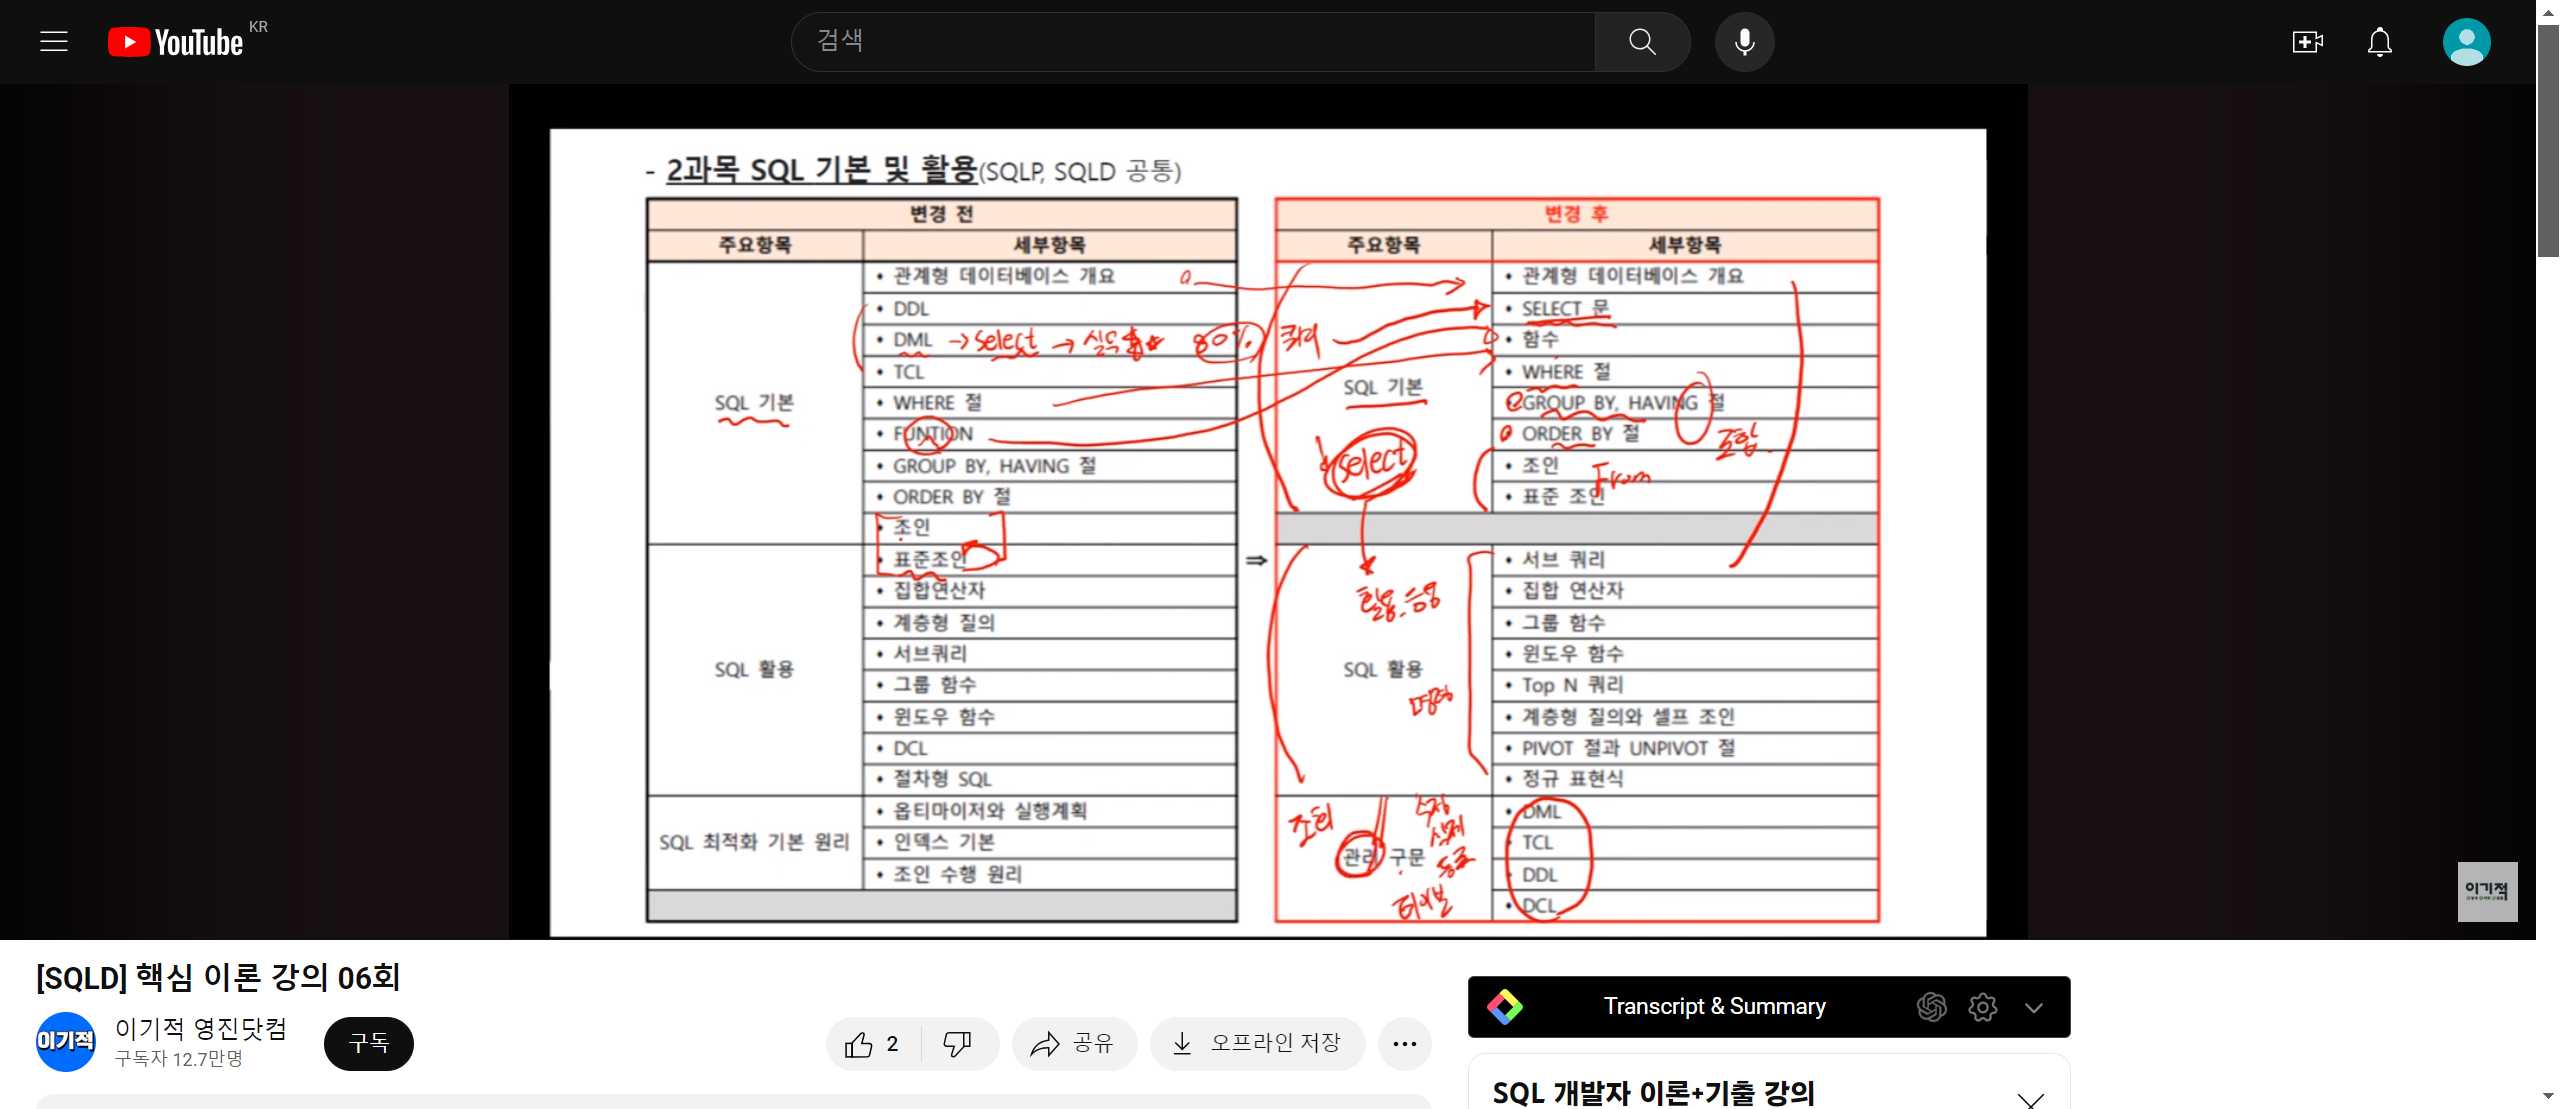 YouTube KR
검색
- 2과목 SQL 기본 및 활용(SQLP, SQLD 공통)
변경 전
주요항목 세부항목
SQL 기본
• 관계형 데이터베이스 개요
• DDL
• DML → select → 80%
• TCL
• WHERE 절
• FUNTION
• GROUP BY, HAVING 절
• ORDER BY 절
• 조인
SQL 활용
• 표준조인
• 집합연산자
• 계층형 질의
• 서브쿼리
• 그룹 함수
• 윈도우 함수
• DCL
• 절차형 SQL
SQL 최적화 기본 원리
• 옵티마이저와 실행계획
• 인덱스 기본
• 조인 수행 원리
⇒
변경 후
주요항목 세부항목
SQL 기본
select
• 관계형 데이터베이스 개요
• SELECT 문
• 함수
• WHERE 절
• GROUP BY, HAVING 절
• ORDER BY 절
• 조인
From
• 표준 조인
SQL 활용
활용.응용
• 서브 쿼리
• 집합 연산자
• 그룹 함수
• 윈도우 함수
• Top N 쿼리
• 계층형 질의와 셀프 조인
• PIVOT 절과 UNPIVOT 절
• 정규 표현식
관리 구문
조회
수정
삭제
테이블
• DML
• TCL
• DDL
• DCL
이기적
[SQLD] 핵심 이론 강의 06회
이기적
이기적 영진닷컴
구독자 12.7만명
구독
2
공유
오프라인 저장
Transcript & Summary
SQL 개발자 이론+기출 강의